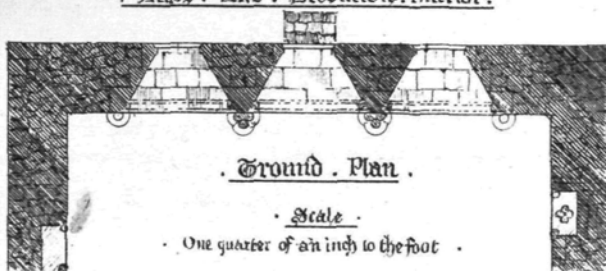 . Ground . Plan .
. Scale .
. One quarter of an inch to the foot .